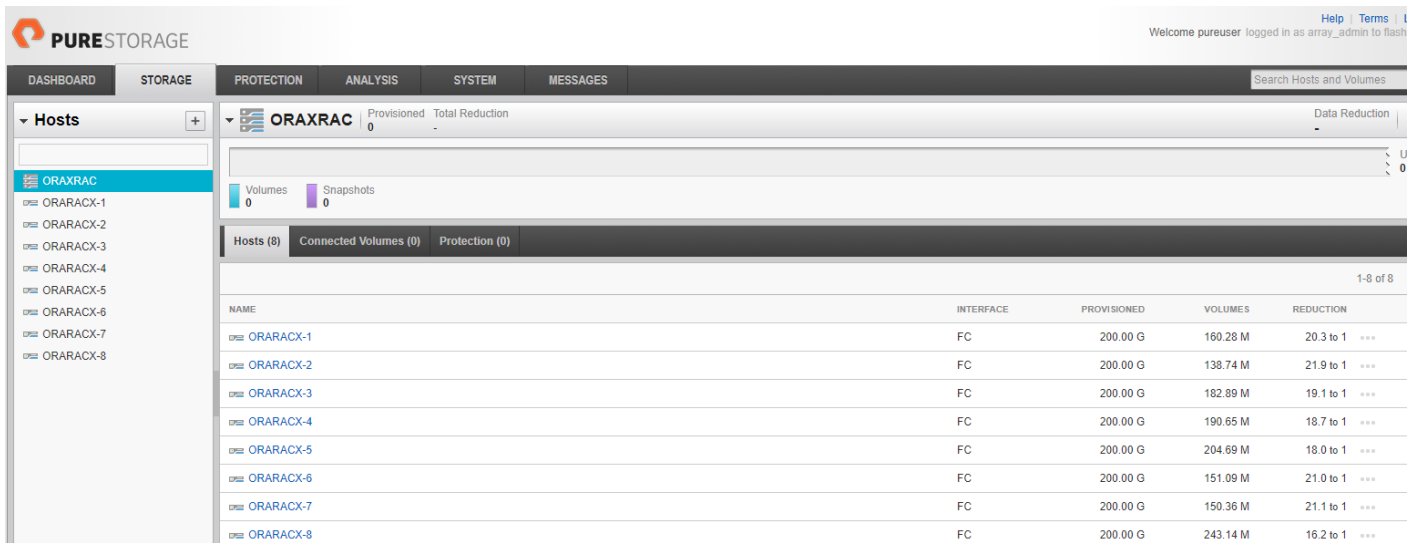 Help | Terms |
PURESTORAGE
Welcome pureuser logged in as array_admin to flash
DASHBOARD STORAGE PROTECTION ANALYSIS SYSTEM MESSAGES Search Hosts and Volumes
Hosts +
ORAXRAC Provisioned 0 Total Reduction - Data Reduction -
U
0
ORAXRAC
ORARACX-1
ORARACX-2
ORARACX-3
ORARACX-4
ORARACX-5
ORARACX-6
ORARACX-7
ORARACX-8
Volumes 0 Snapshots 0
Hosts (8) Connected Volumes (0) Protection (0)
1-8 of 8
NAME INTERFACE PROVISIONED VOLUMES REDUCTION
ORARACX-1 FC 200.00 G 160.28 M 20.3 to 1
ORARACX-2 FC 200.00 G 138.74 M 21.9 to 1
ORARACX-3 FC 200.00 G 182.89 M 19.1 to 1
ORARACX-4 FC 200.00 G 190.65 M 18.7 to 1
ORARACX-5 FC 200.00 G 204.69 M 18.0 to 1
ORARACX-6 FC 200.00 G 151.09 M 21.0 to 1
ORARACX-7 FC 200.00 G 150.36 M 21.1 to 1
ORARACX-8 FC 200.00 G 243.14 M 16.2 to 1